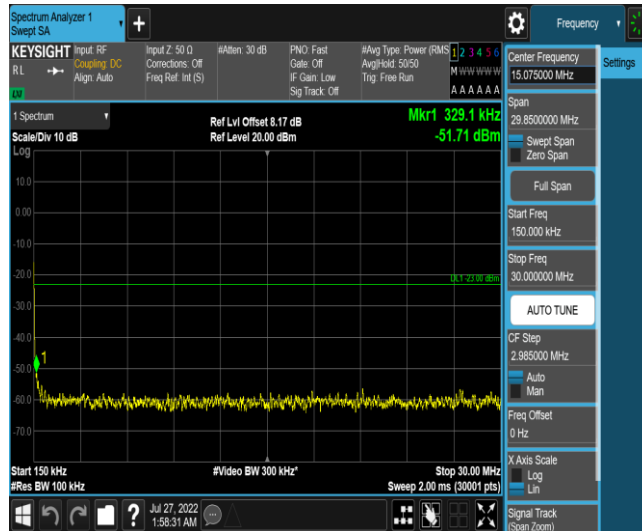 Spectrum Analyzer 1
Swept SA
Frequency
KEYSIGHT
RL
Input: RF
Coupling: DC
Align: Auto
Input Z: 50 Ω
Corrections: Off
Freq Ref: Int (S)
#Atten: 30 dB
PNO: Fast
Gate: Off
IF Gain: Low
Sig Track: Off
#Avg Type: Power (RMS
Avg|Hold: 50/50
Trig: Free Run
1 2 3 4 5 6
M W W W W W
A A A A A A
Center Frequency
15.075000 MHz
Settings
Span
29.8500000 MHz
Swept Span
Zero Span
Full Span
Start Freq
150.000 kHz
Stop Freq
30.000000 MHz
AUTO TUNE
CF Step
2.985000 MHz
Auto
Man
Freq Offset
0 Hz
X Axis Scale
Log
Lin
Signal Track
(Span Zoom)
1 Spectrum
Scale/Div 10 dB
Ref Lvl Offset 8.17 dB
Ref Level 20.00 dBm
Mkr1 329.1 kHz
-51.71 dBm
Log
10.0
0.00
-10.0
-20.0
DL1 -23.00 dBm
-30.0
-40.0
1
-50.0
-60.0
-70.0
Start 150 kHz
#Res BW 100 kHz
#Video BW 300 kHz*
Stop 30.00 MHz
Sweep 2.00 ms (30001 pts)
?
Jul 27, 2022
1:58:31 AM